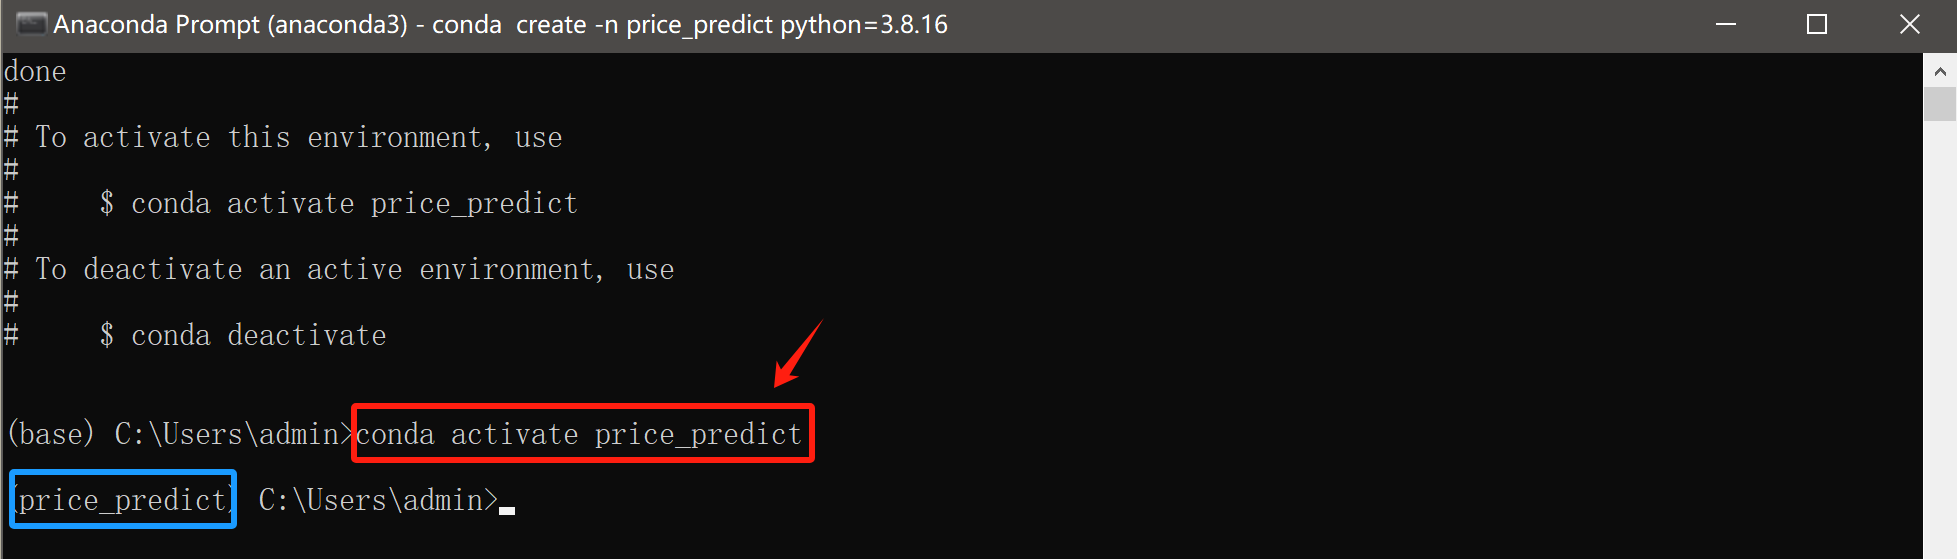 Anaconda Prompt (anaconda3) - conda  create -n price_predict python=3.8.16
done
#
# To activate this environment, use
#
#     $ conda activate price_predict
#
# To deactivate an active environment, use
#
#     $ conda deactivate
(base) C:\Users\admin>conda activate price_predict
(price_predict) C:\Users\admin>